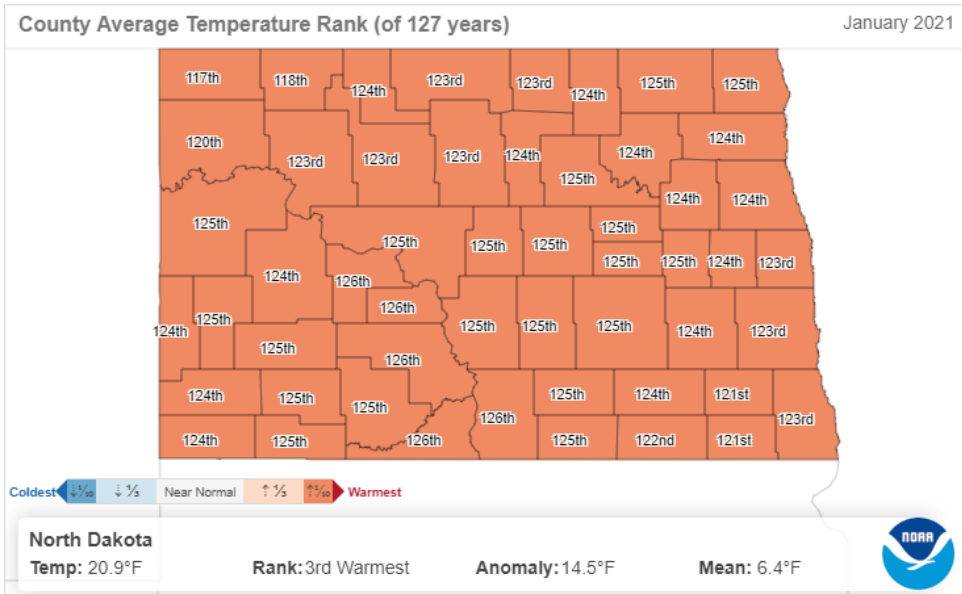 County Average Temperature Rank (of 127 years) January 2021
117th 118th 124th 123rd 123rd 124th 125th 125th
120th 123rd 123rd 123rd 124th 125th 124th 124th
124th 124th
125th 125th 125th 125th 125th
124th 126th 125th 125th 124th 123rd
126th
124th 125th 125th 125th 125th 124th 123rd
125th 126th
124th 125th 125th 126th 125th 124th 121st 123rd
124th 125th 126th 125th 122nd 121st
Coldest ↓ 1/10 ↓ 1/3 Near Normal ↑ 1/3 ↑ 1/10 Warmest
North Dakota
Temp: 20.9°F Rank: 3rd Warmest Anomaly: 14.5°F Mean: 6.4°F
NOAA